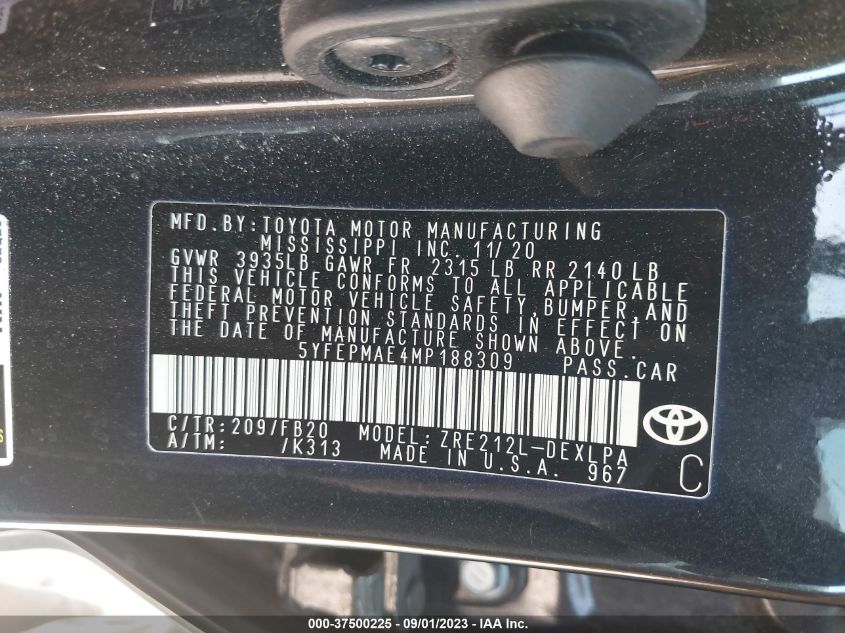 MFD.BY:TOYOTA MOTOR MANUFACTURING
MISSISSIPPI INC. 11/20
GVWR 3935LB GAWR FR 2315 LB RR 2140 LB
THIS VEHICLE CONFORMS TO ALL APPLICABLE
FEDERAL MOTOR VEHICLE SAFETY,BUMPER,AND
THEFT PREVENTION STANDARDS IN EFFECT ON
THE DATE OF MANUFACTURE SHOWN ABOVE.
5YFEPMAE4MP188309 PASS.CAR
C/TR:209/FB20 MODEL:ZRE212L-DEXLPA
A/TM: /K313 MADE IN U.S.A. 967
C
000-37500225 - 09/01/2023 - © IAA Inc.